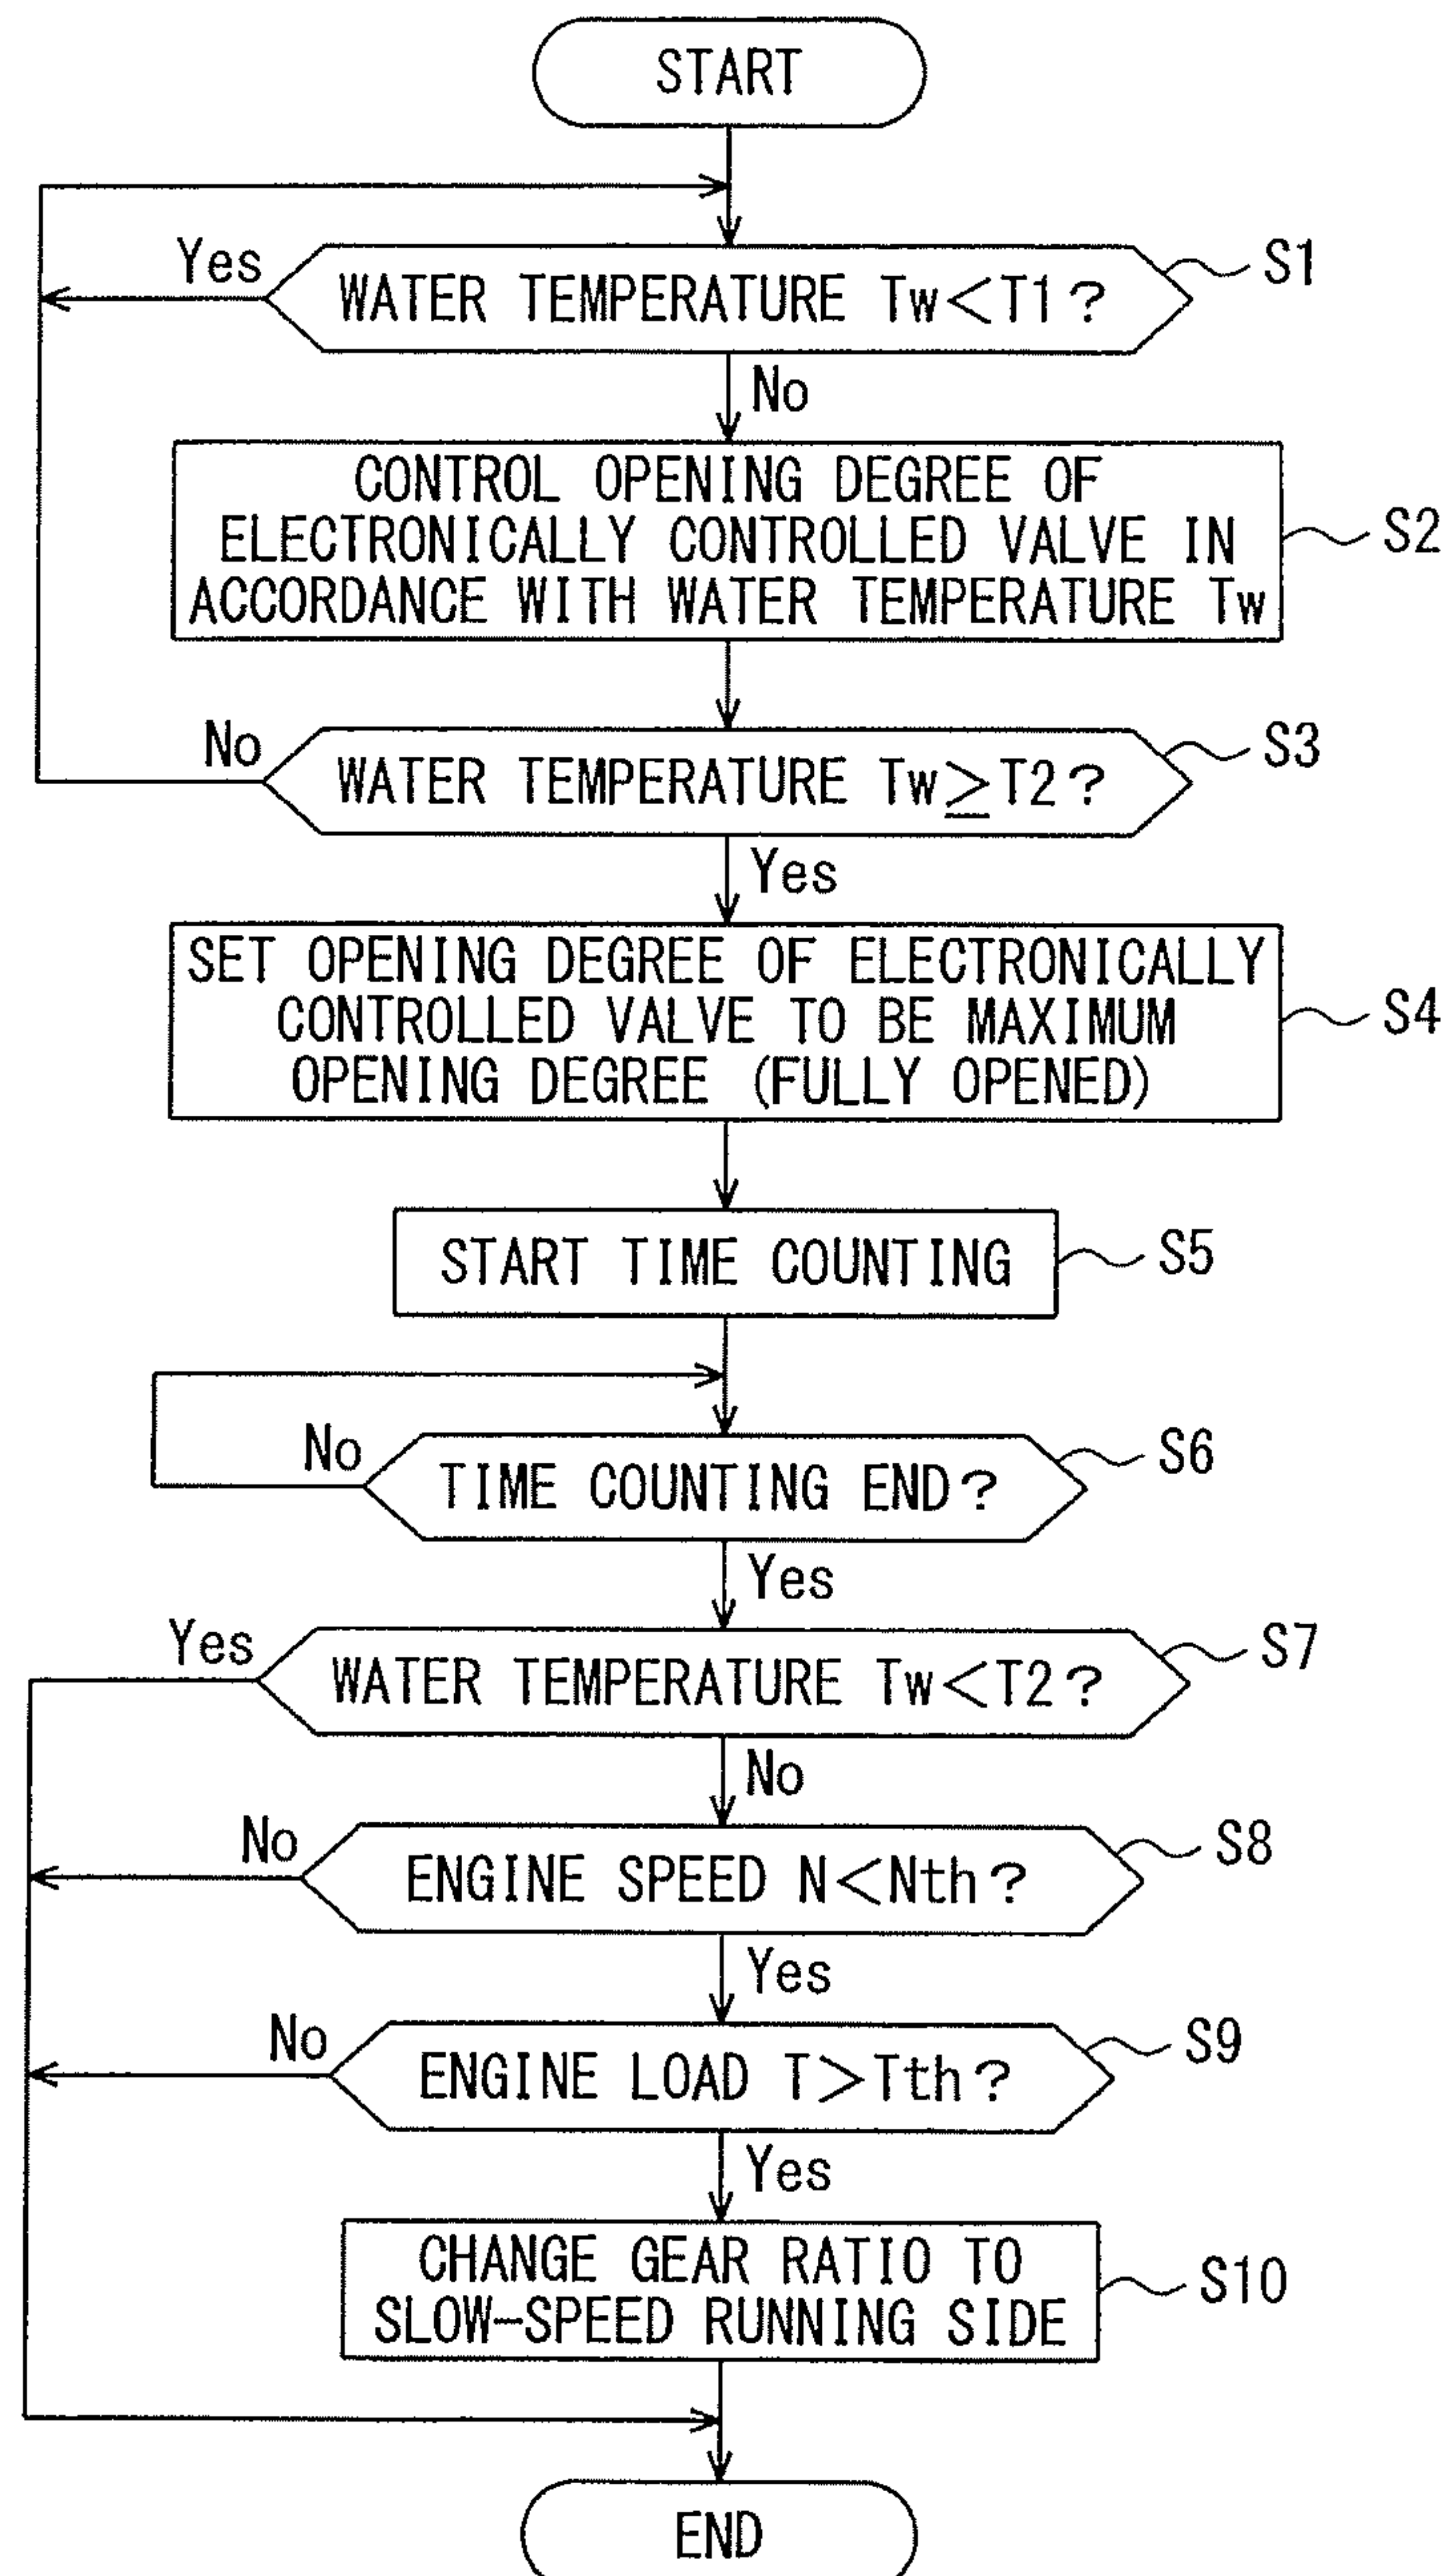 START
Yes
WATER TEMPERATURE Tw<T1?
S1
No
CONTROL OPENING DEGREE OF
ELECTRONICALLY CONTROLLED VALVE IN
ACCORDANCE WITH WATER TEMPERATURE Tw
S2
No
WATER TEMPERATURE Tw≥T2?
S3
Yes
SET OPENING DEGREE OF ELECTRONICALLY
CONTROLLED VALVE TO BE MAXIMUM
OPENING DEGREE (FULLY OPENED)
S4
START TIME COUNTING
S5
No
TIME COUNTING END?
S6
Yes
Yes
WATER TEMPERATURE Tw<T2?
S7
No
No
ENGINE SPEED N<Nth?
S8
Yes
No
ENGINE LOAD T>Tth?
S9
Yes
CHANGE GEAR RATIO TO
SLOW-SPEED RUNNING SIDE
S10
END